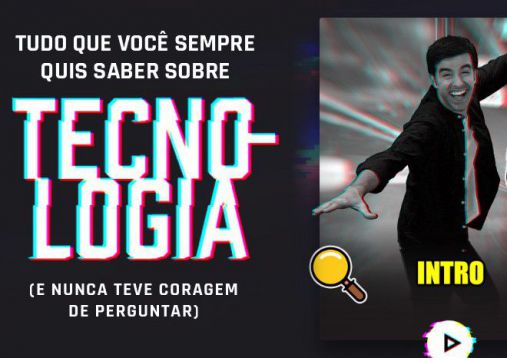 TUDO QUE VOCÊ SEMPRE
QUIS SABER SOBRE
TECNO-
LOGIA
(E NUNCA TEVE CORAGEM
DE PERGUNTAR)
INTRO